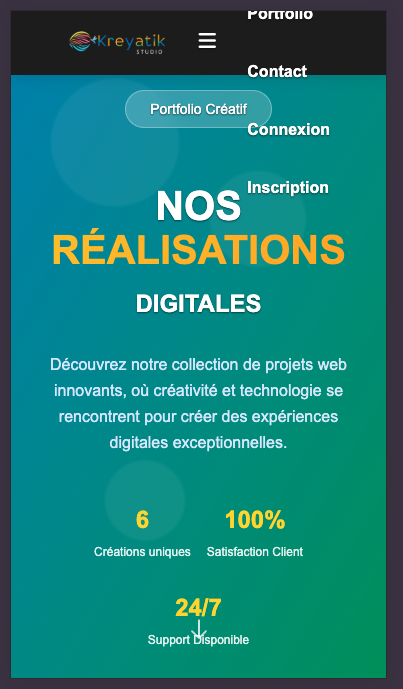 Portfolio
Kreyatik
STUDIO
Contact
Portfolio Créatif
Connexion
Inscription
NOS
RÉALISATIONS
DIGITALES
Découvrez notre collection de projets web
innovants, où créativité et technologie se
rencontrent pour créer des expériences
digitales exceptionnelles.
6
Créations uniques
100%
Satisfaction Client
24/7
Support Disponible